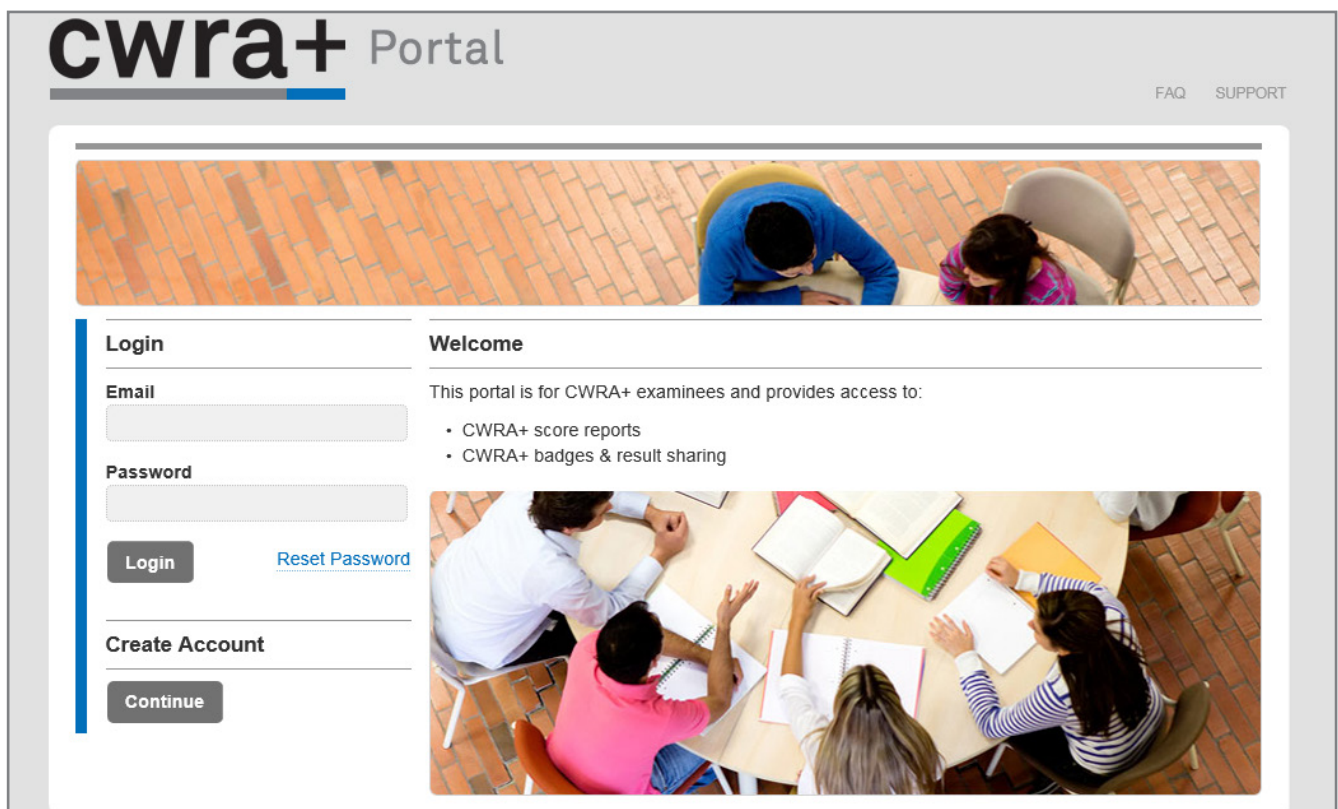 cwra+ Portal
FAQ SUPPORT
Login
Email
Password
Login Reset Password
Create Account
Continue
Welcome
This portal is for CWRA+ examinees and provides access to:
• CWRA+ score reports
• CWRA+ badges & result sharing